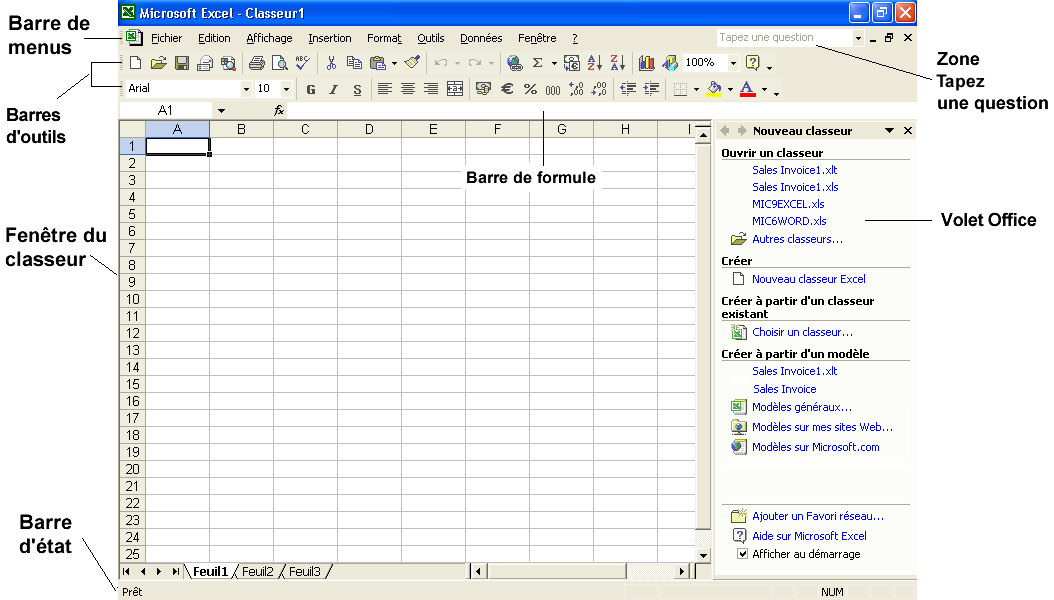 Microsoft Excel - Classeur1
Barre de
menus
Fichier Edition Affichage Insertion Format Outils Données Fenêtre ?
Tapez une question
Zone
Tapez
une question
100%
Barres
d'outils
Arial 10 G I S € % 000
A1 fx
A B C D E F G H I
Barre de formule
Nouveau classeur
Ouvrir un classeur
Sales Invoice1.xlt
Sales Invoice1.xls
MIC9EXCEL.xls
MIC6WORD.xls
Autres classeurs...
Volet Office
Créer
Nouveau classeur Excel
Créer à partir d'un classeur
existant
Choisir un classeur...
Créer à partir d'un modèle
Sales Invoice1.xlt
Sales Invoice
Modèles généraux...
Modèles sur mes sites Web...
Modèles sur Microsoft.com
Ajouter un Favori réseau...
Aide sur Microsoft Excel
Afficher au démarrage
Fenêtre du
classeur
1
2
3
4
5
6
7
8
9
10
11
12
13
14
15
16
17
18
19
20
21
22
23
24
25
Barre
d'état
Feuil1 Feuil2 Feuil3
Prêt
NUM